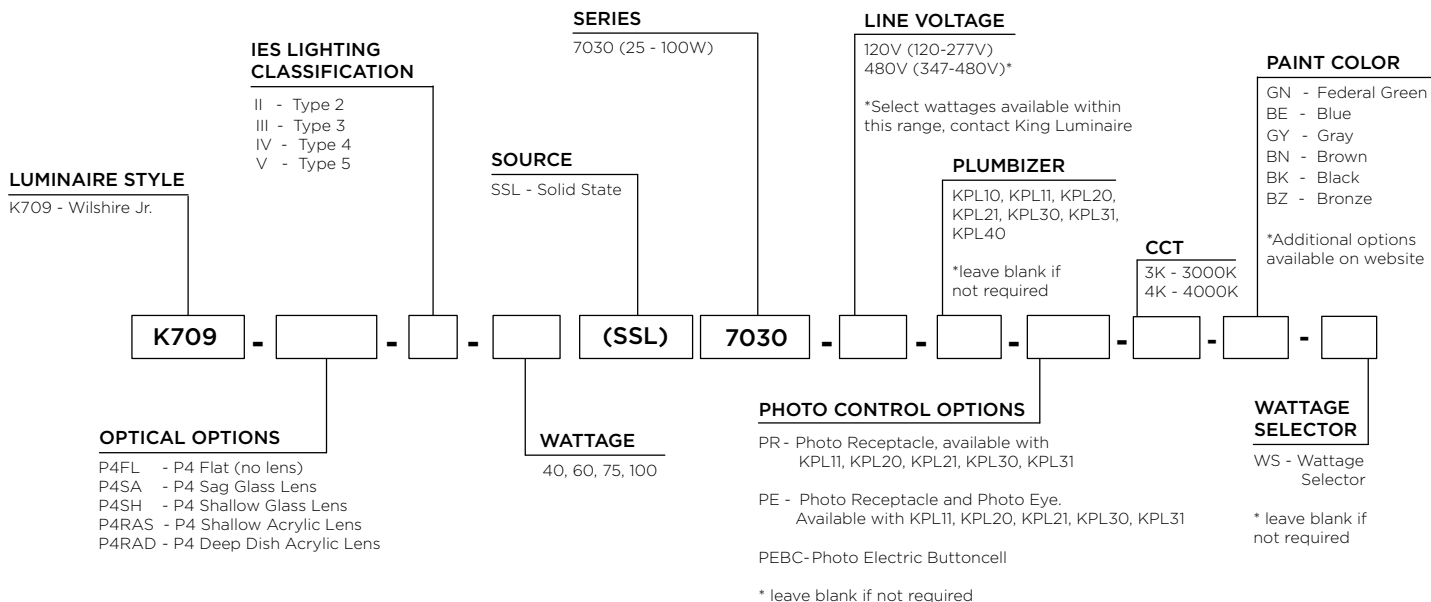 SERIES
7030 (25 - 100W)
LINE VOLTAGE
120V (120-277V)
480V (347-480V)*
*Select wattages available within
this range, contact King Luminaire
IES LIGHTING
CLASSIFICATION
II - Type 2
III - Type 3
IV - Type 4
V - Type 5
PAINT COLOR
GN - Federal Green
BE - Blue
GY - Gray
BN - Brown
BK - Black
BZ - Bronze
*Additional options
available on website
SOURCE
SSL - Solid State
PLUMBIZER
KPL10, KPL11, KPL20,
KPL21, KPL30, KPL31,
KPL40
*leave blank if
not required
LUMINAIRE STYLE
K709 - Wilshire Jr.
CCT
3K - 3000K
4K - 4000K
K709 - - - (SSL) 7030 - - - - - -
OPTICAL OPTIONS
P4FL - P4 Flat (no lens)
P4SA - P4 Sag Glass Lens
P4SH - P4 Shallow Glass Lens
P4RAS - P4 Shallow Acrylic Lens
P4RAD - P4 Deep Dish Acrylic Lens
WATTAGE
40, 60, 75, 100
PHOTO CONTROL OPTIONS
PR - Photo Receptacle, available with
KPL11, KPL20, KPL21, KPL30, KPL31
PE - Photo Receptacle and Photo Eye.
Available with KPL11, KPL20, KPL21, KPL30, KPL31
PEBC-Photo Electric Buttoncell
* leave blank if not required
WATTAGE
SELECTOR
WS - Wattage
Selector
* leave blank if
not required